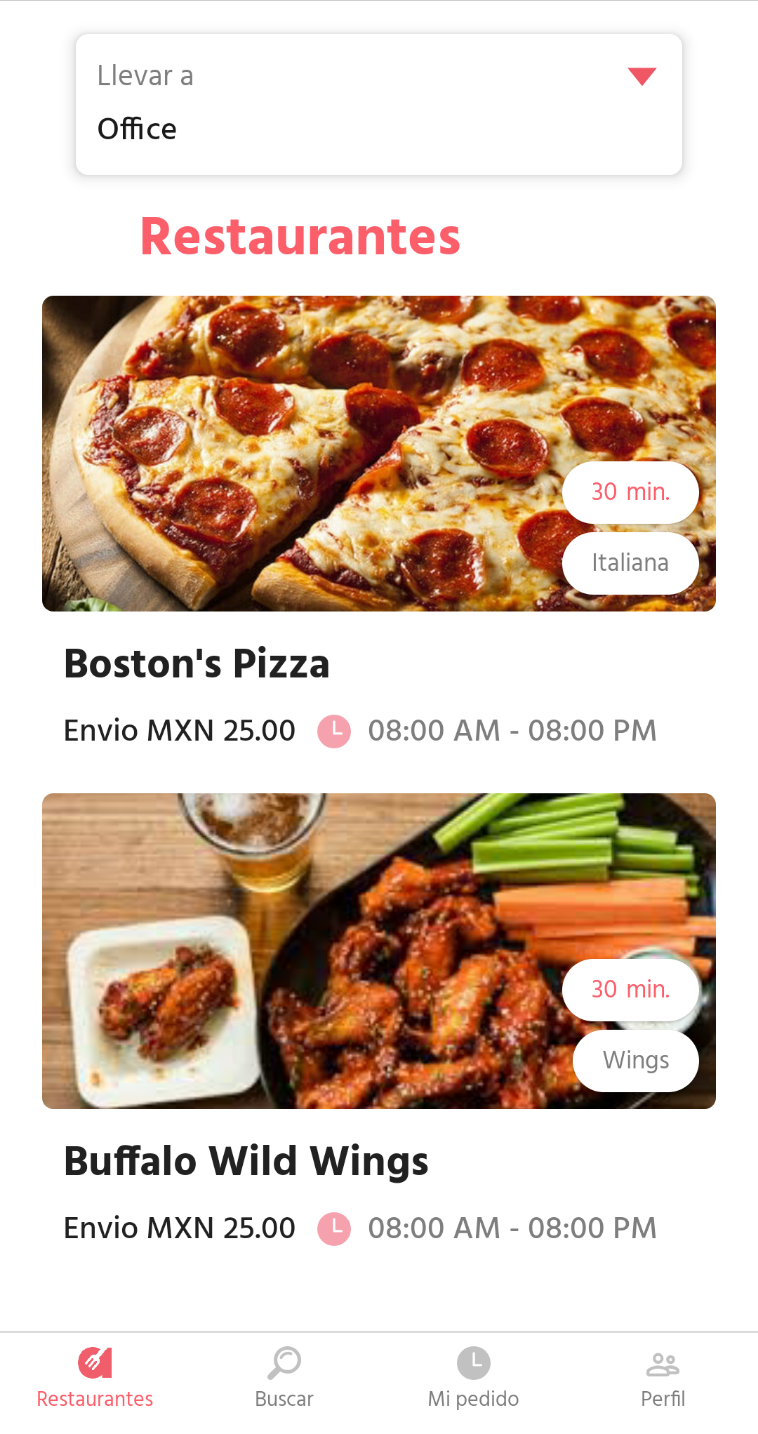 Llevar a
Office
Restaurantes
30 min.
Italiana
Boston's Pizza
Envio MXN 25.00 08:00 AM - 08:00 PM
30 min.
Wings
Buffalo Wild Wings
Envio MXN 25.00 08:00 AM - 08:00 PM
Restaurantes Buscar Mi pedido Perfil